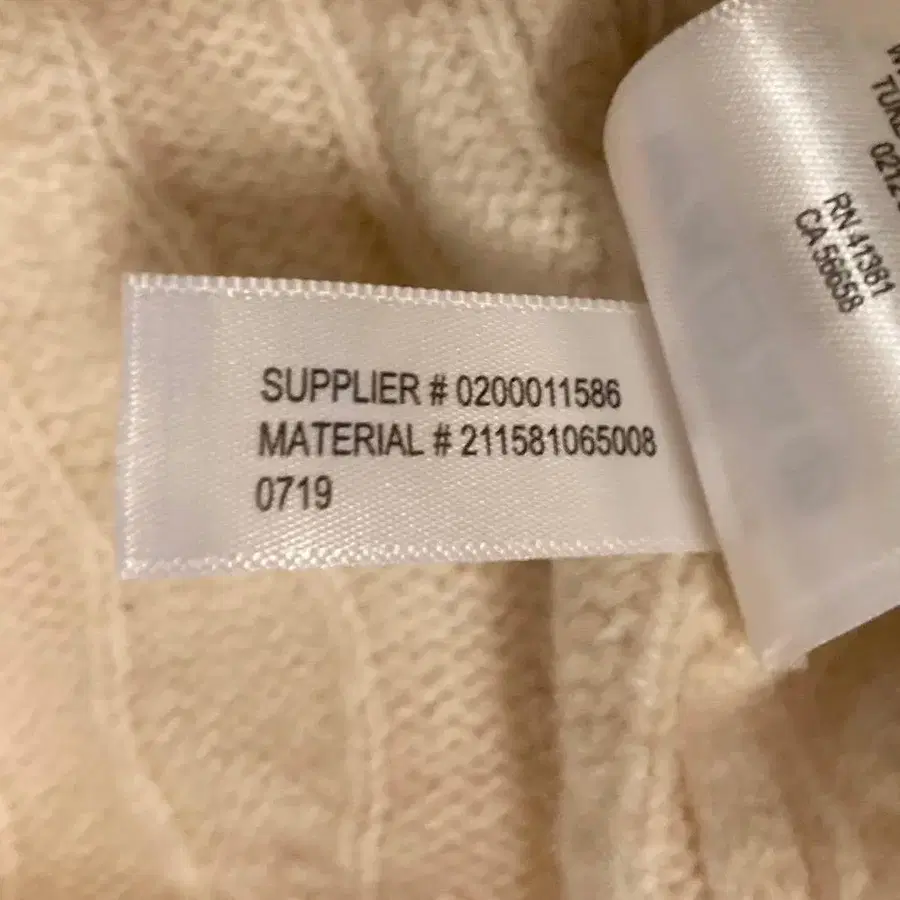 SUPPLIER # 0200011586
MATERIAL # 211581065008
0719
RN 41381
CA 56658